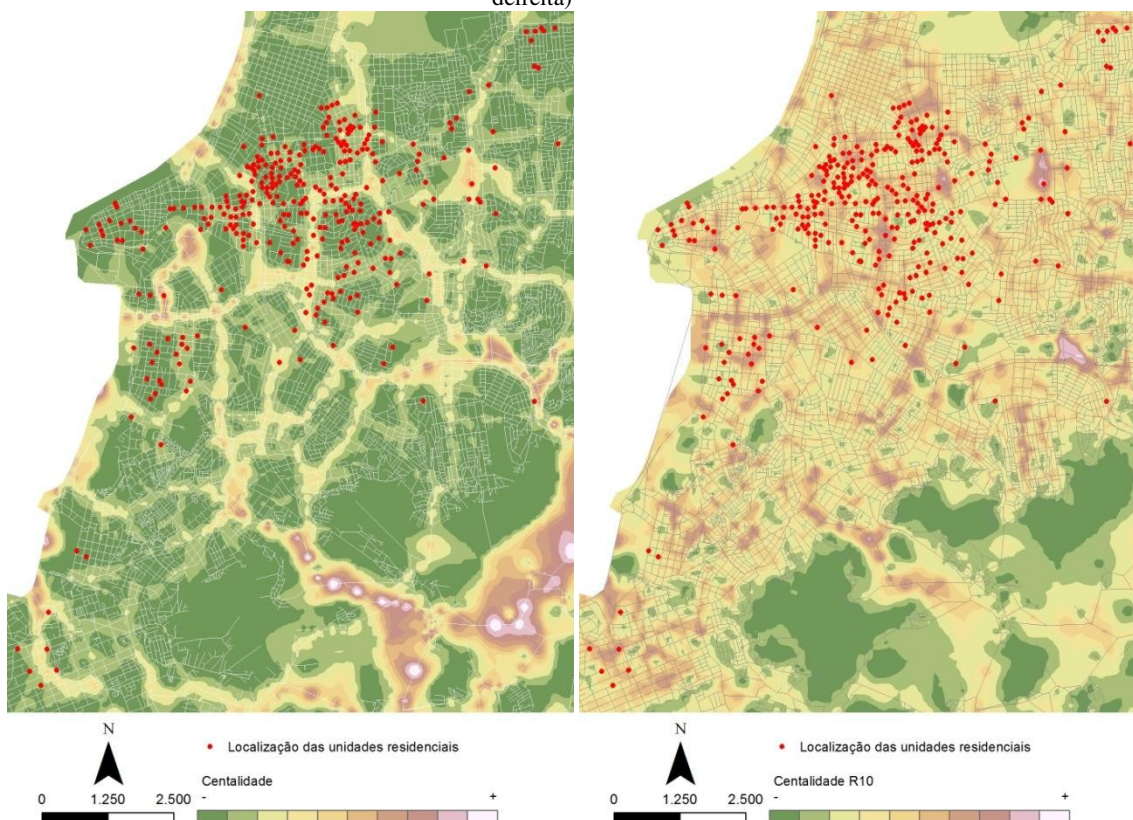 deireita)
N
Localização das unidades residenciais
Centalidade
- +
0 1.250 2.500
N
Localização das unidades residenciais
Centalidade R10
- +
0 1.250 2.500